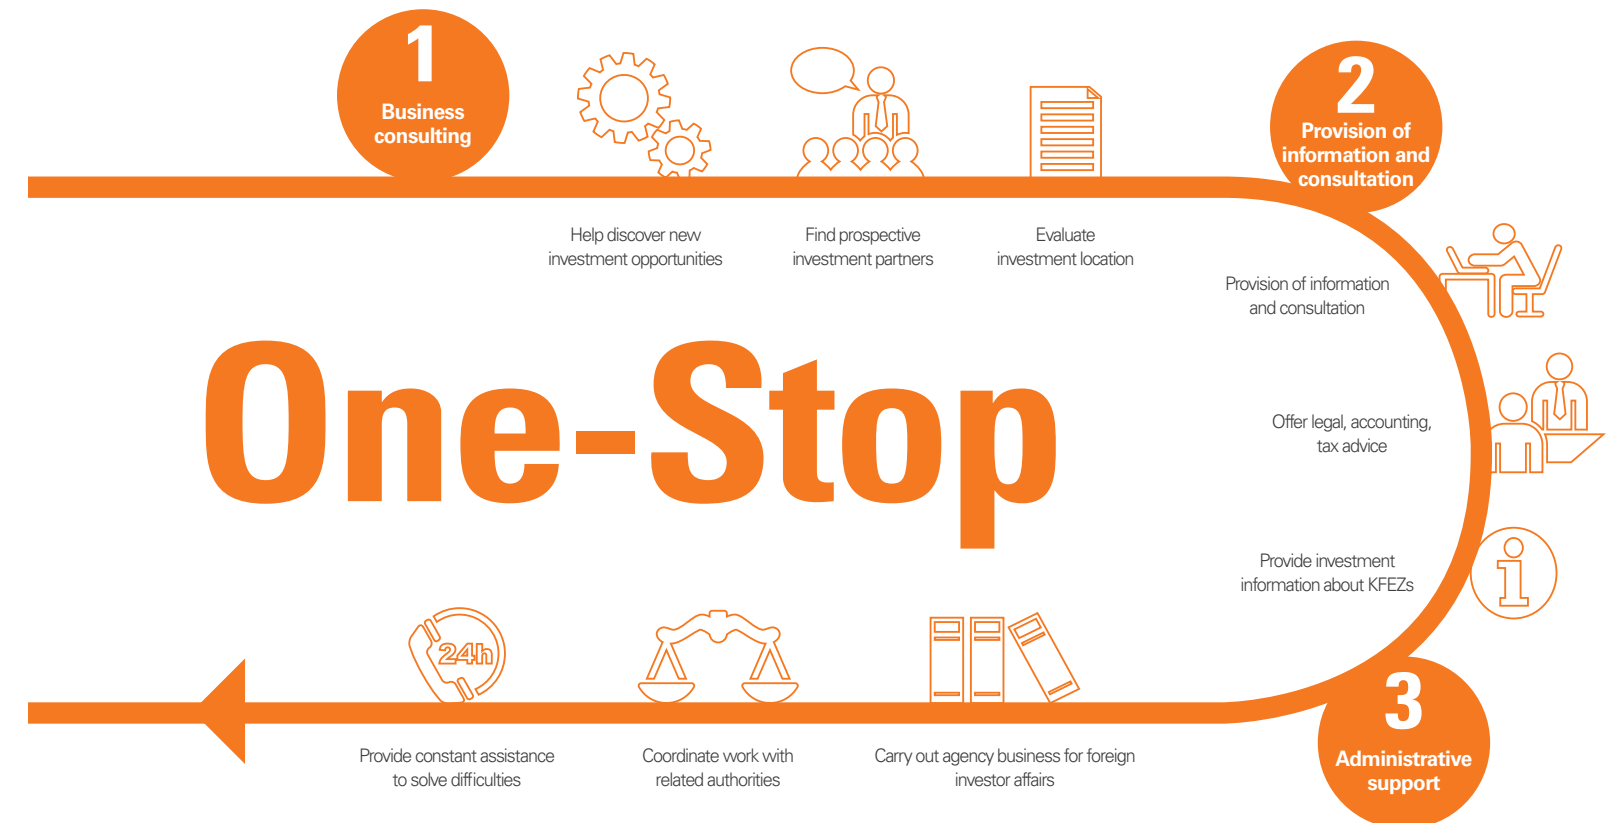 1
Business
consulting
2
Provision of
information and
consultation
Help discover new
investment opportunities
Find prospective
investment partners
Evaluate
investment location
Provision of information
and consultation
One-Stop
Offer legal, accounting,
tax advice
Provide investment
information about KFEZs
3
Administrative
support
Carry out agency business for foreign
investor affairs
Coordinate work with
related authorities
24h
Provide constant assistance
to solve difficulties